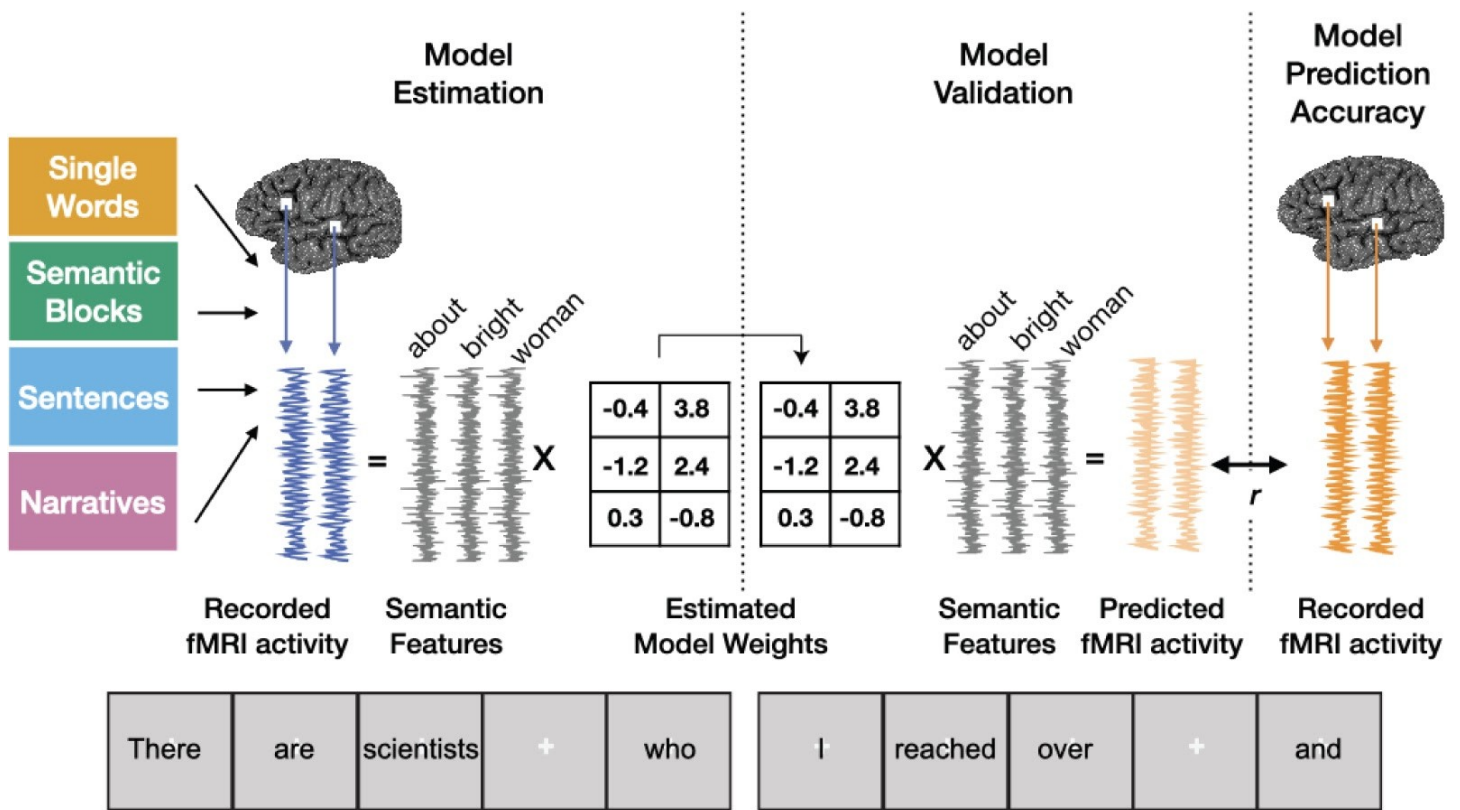 Model
Estimation
Model
Validation
Model
Prediction
Accuracy
Single
Words
Semantic
Blocks
Sentences
Narratives
about bright woman
about bright woman
-0.4 3.8
-1.2 2.4
0.3 -0.8
-0.4 3.8
-1.2 2.4
0.3 -0.8
= X
X =
r
Recorded
fMRI activity
Semantic
Features
Estimated
Model Weights
Semantic
Features
Predicted
fMRI activity
Recorded
fMRI activity
There are scientists + who
I reached over + and